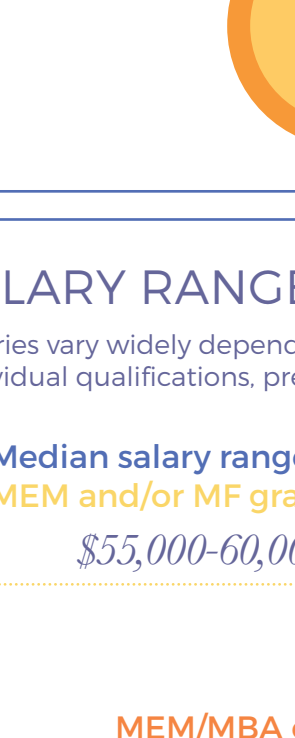 LARY RANGE
ries vary widely depend
vidual qualifications, pre
Median salary range
MEM and/or MF gra
$55,000-60,00
MEM/MBA